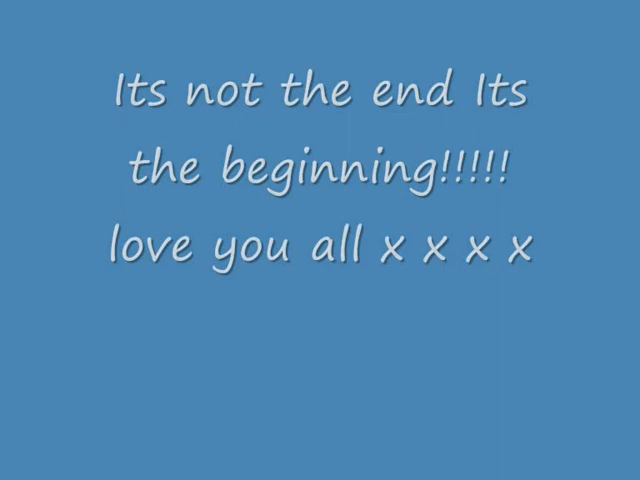 Its not the end Its
the beginning!!!!!
love you all x x x x